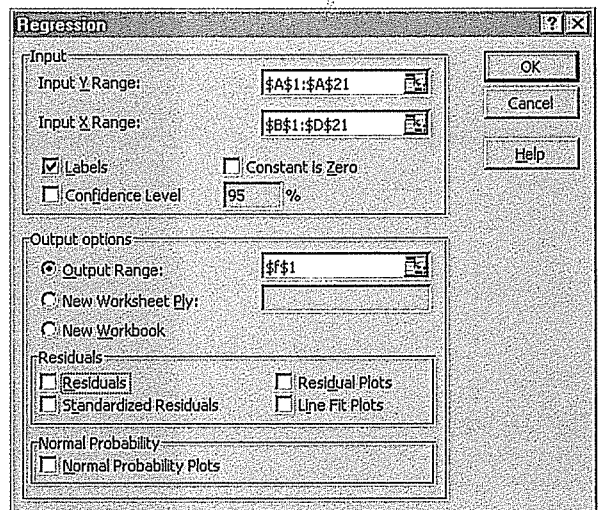 Regression
Input
Input Y Range: $A$1:$A$21
Input X Range: $B$1:$D$21
Labels Constant is Zero
Confidence Level 95 %
OK
Cancel
Help
Output options
Output Range: $f$1
New Worksheet Ply:
New Workbook
Residuals
Residuals Residual Plots
Standardized Residuals Line Fit Plots
Normal Probability
Normal Probability Plots